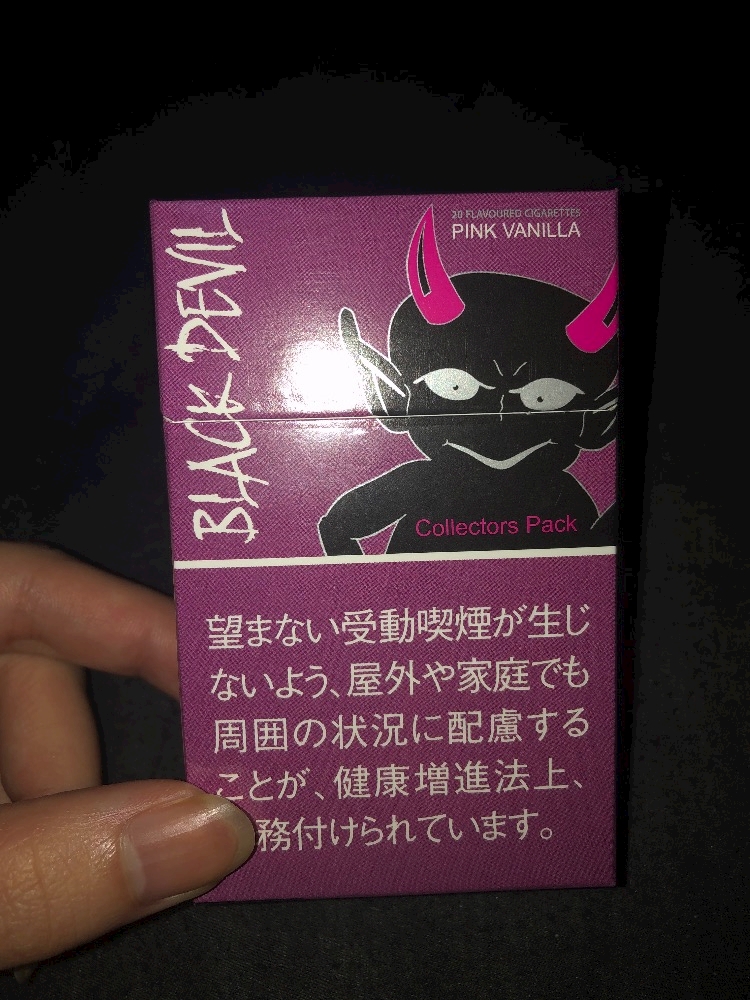 20 FLAVOURED CIGARETTES
PINK VANILLA
BLACK DEVIL
Collectors Pack
望まない受動喫煙が生じ
ないよう、屋外や家庭でも
周囲の状況に配慮する
ことが、健康増進法上、
務付けられています。